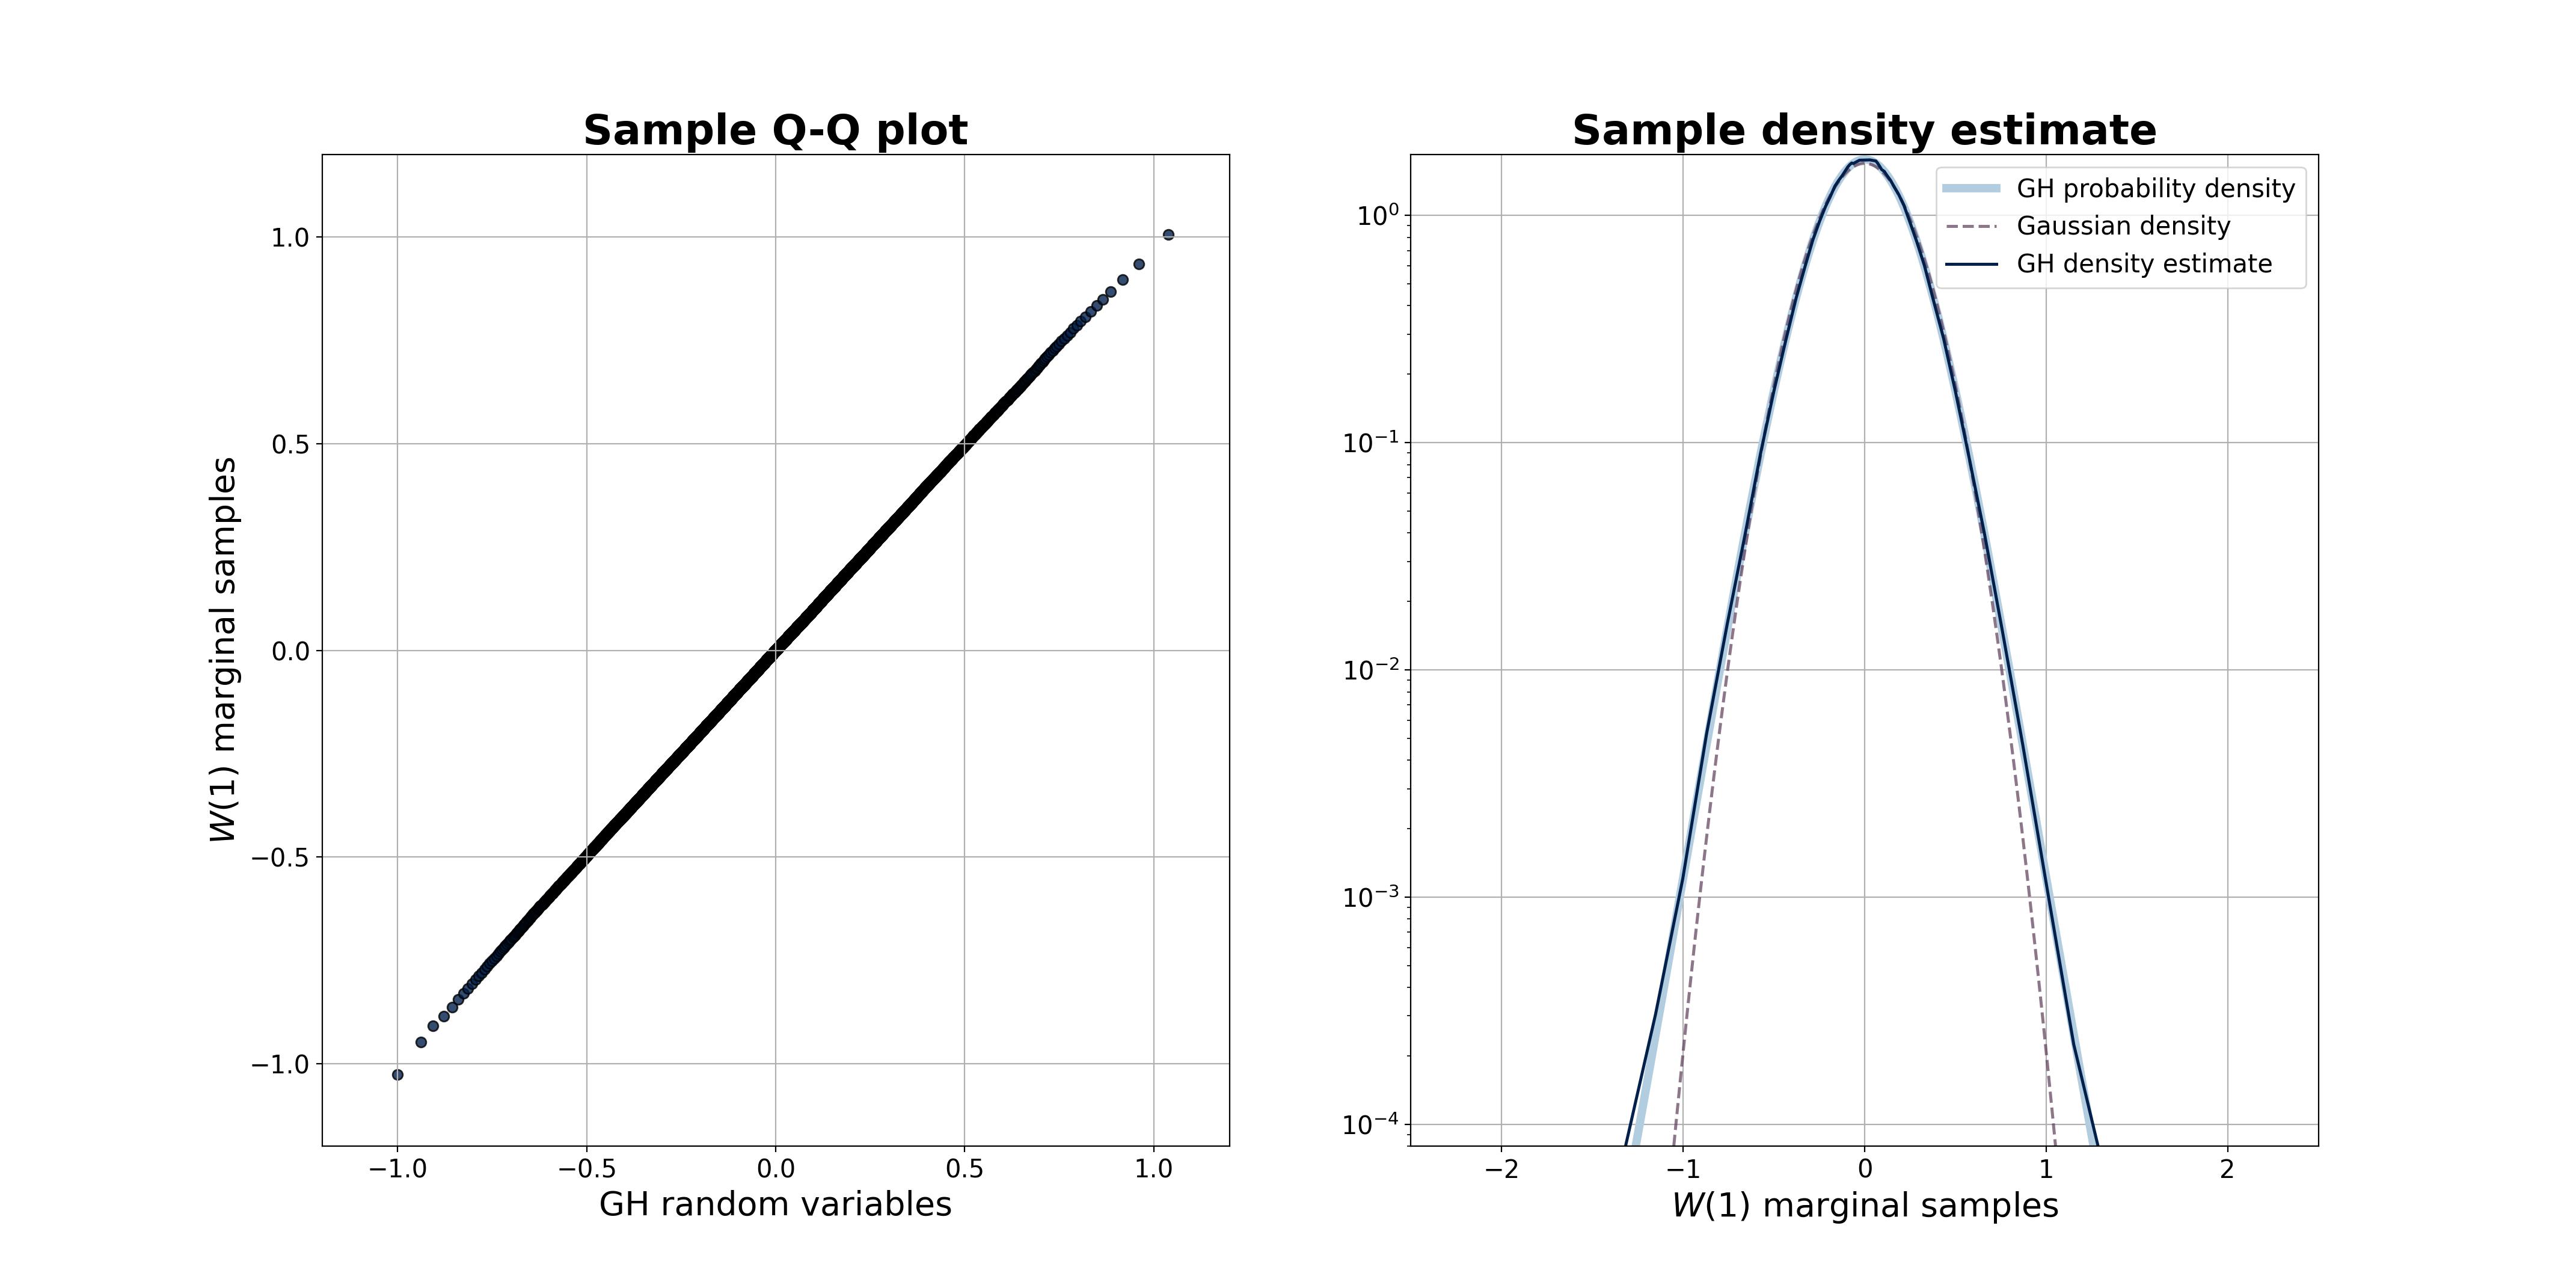 Sample Q-Q plot
W(1) marginal samples
1.0
0.5
0.0
−0.5
−1.0
−1.0 −0.5 0.0 0.5 1.0
GH random variables
Sample density estimate
GH probability density
Gaussian density
GH density estimate
10⁰
10⁻¹
10⁻²
10⁻³
10⁻⁴
−2 −1 0 1 2
W(1) marginal samples